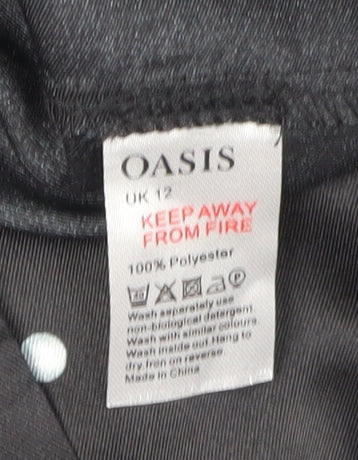 OASIS
UK 12
KEEP AWAY
FROM FIRE
100% Polyester
P
Wash separately use
non-biological detergent
Wash with similar colours.
Wash inside out. Hang to
dry. Iron on reverse.
Made in China